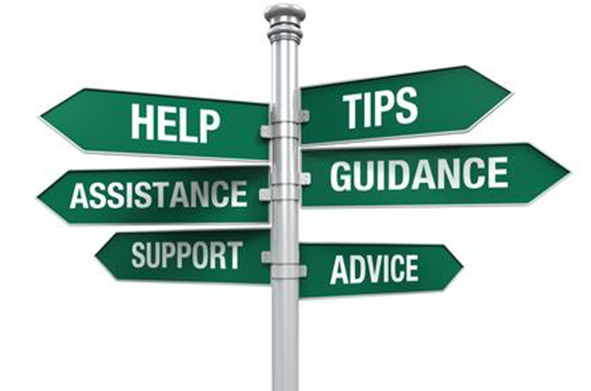 HELP
TIPS
ASSISTANCE
GUIDANCE
SUPPORT
ADVICE